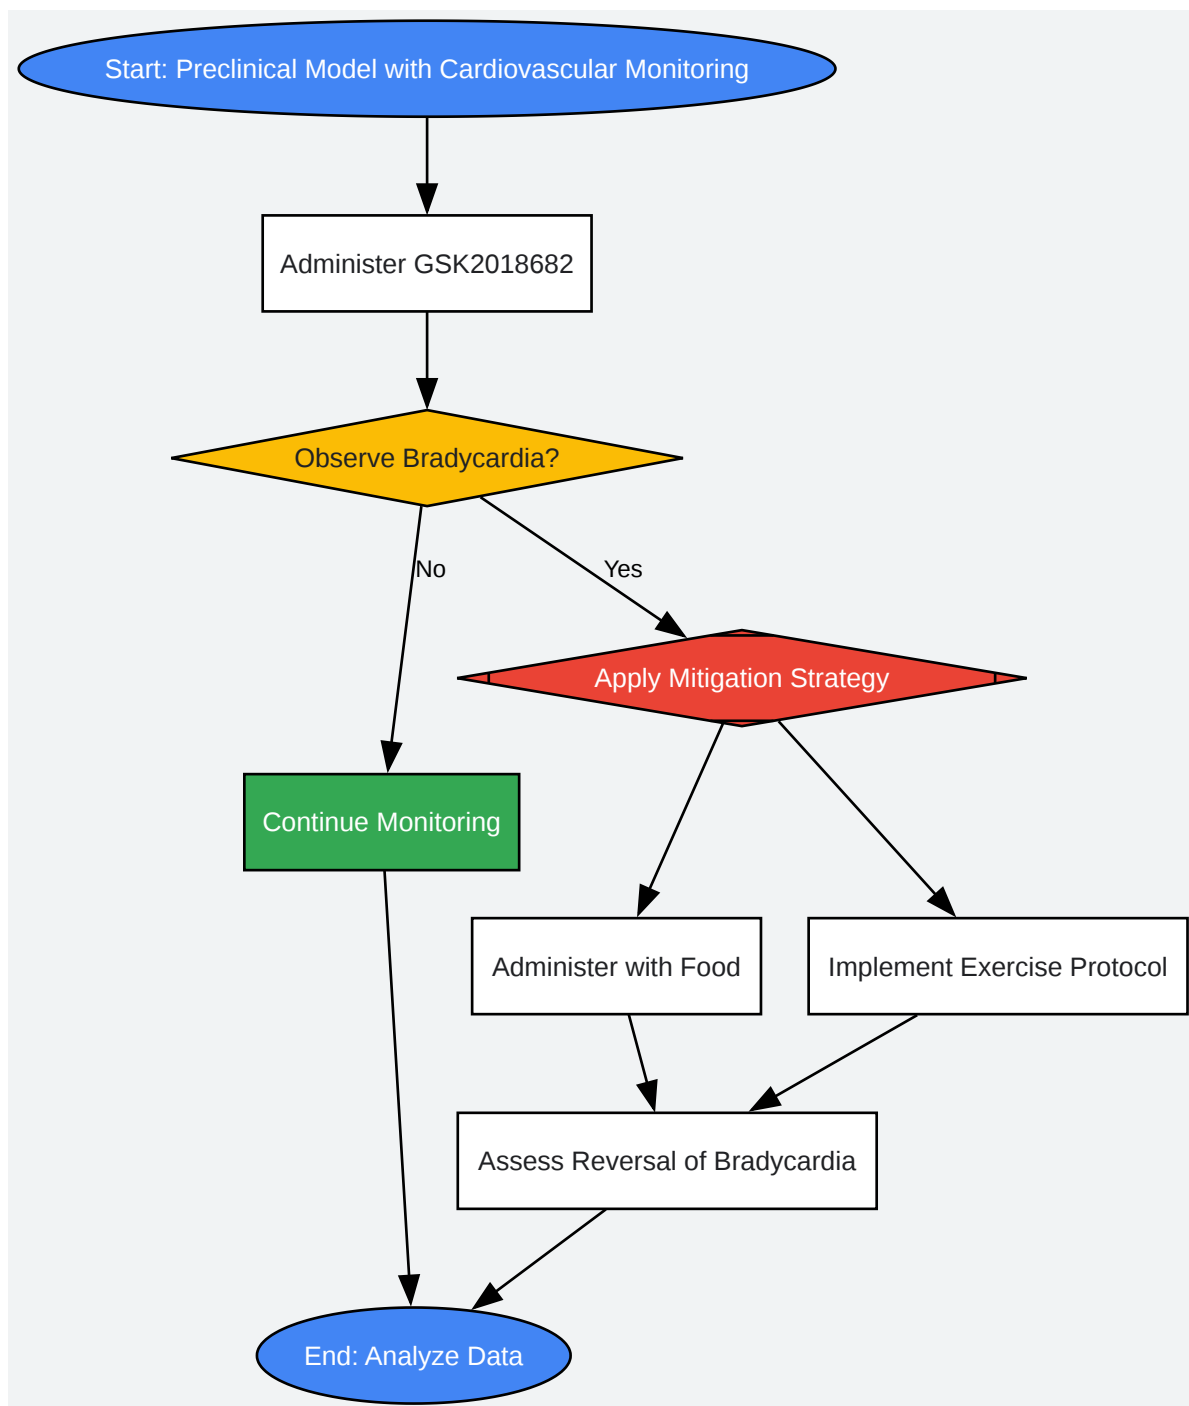 Start: Preclinical Model with Cardiovascular Monitoring
Administer GSK2018682
Observe Bradycardia?
No
Yes
Apply Mitigation Strategy
Continue Monitoring
Administer with Food
Implement Exercise Protocol
Assess Reversal of Bradycardia
End: Analyze Data